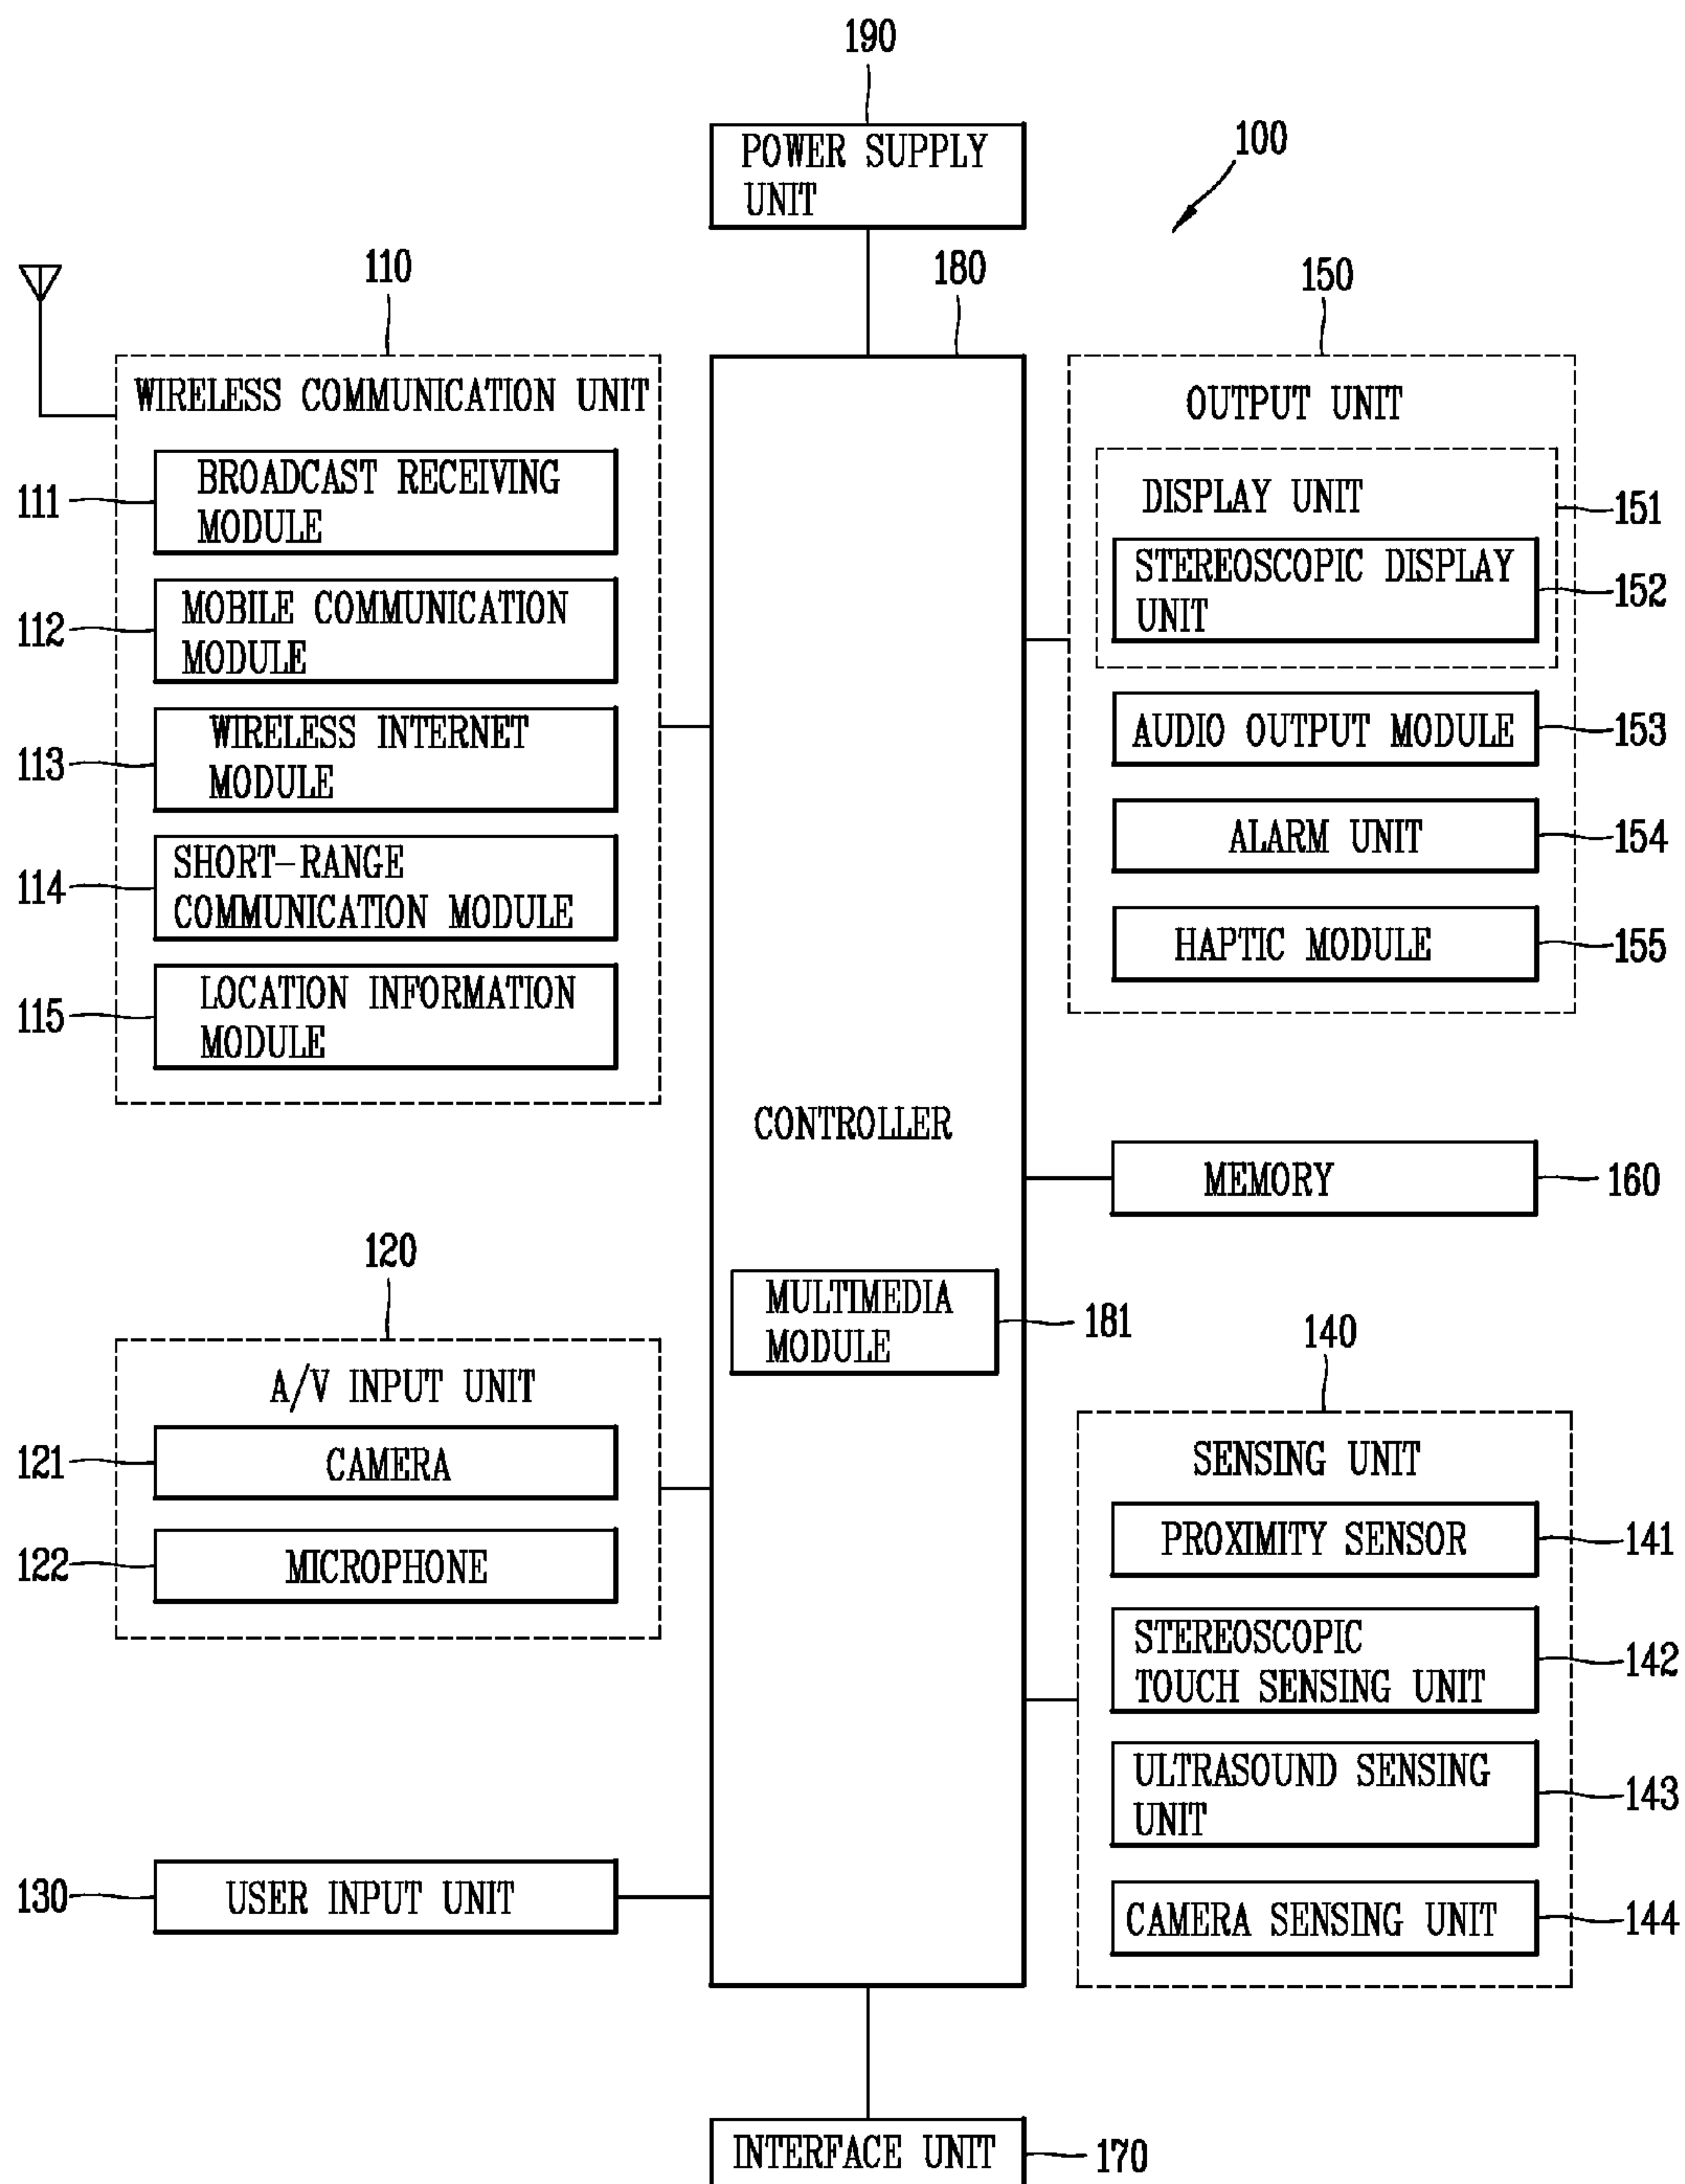 190
POWER SUPPLY
UNIT
100
110
180
150
WIRELESS COMMUNICATION UNIT
111
BROADCAST RECEIVING
MODULE
112
MOBILE COMMUNICATION
MODULE
113
WIRELESS INTERNET
MODULE
114
SHORT-RANGE
COMMUNICATION MODULE
115
LOCATION INFORMATION
MODULE
OUTPUT UNIT
DISPLAY UNIT
151
STEREOSCOPIC DISPLAY
UNIT
152
AUDIO OUTPUT MODULE
153
ALARM UNIT
154
HAPTIC MODULE
155
CONTROLLER
MEMORY
160
MULTIMEDIA
MODULE
181
120
A/V INPUT UNIT
121
CAMERA
122
MICROPHONE
140
SENSING UNIT
PROXIMITY SENSOR
141
STEREOSCOPIC
TOUCH SENSING UNIT
142
ULTRASOUND SENSING
UNIT
143
CAMERA SENSING UNIT
144
130
USER INPUT UNIT
INTERFACE UNIT
170